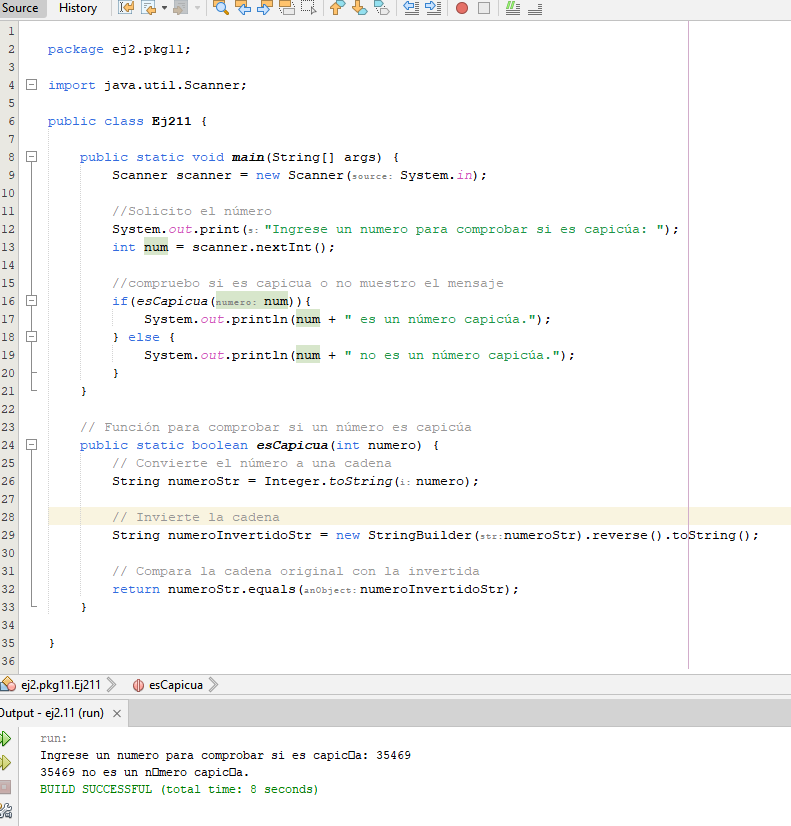 Source History
1
2 package ej2.pkg11;
3
4 import java.util.Scanner;
5
6 public class Ej211 {
7
8 public static void main(String[] args) {
9 Scanner scanner = new Scanner(source: System.in);
10
11 //Solicito el número
12 System.out.print(s: "Ingrese un numero para comprobar si es capicúa: ");
13 int num = scanner.nextInt();
14
15 //compruebo si es capicua o no muestro el mensaje
16 if(esCapicua(numero: num)){
17 System.out.println(num + " es un número capicúa.");
18 } else {
19 System.out.println(num + " no es un número capicúa.");
20 }
21 }
22
23 // Función para comprobar si un número es capicúa
24 public static boolean esCapicua(int numero) {
25 // Convierte el número a una cadena
26 String numeroStr = Integer.toString(i: numero);
27
28 // Invierte la cadena
29 String numeroInvertidoStr = new StringBuilder(str: numeroStr).reverse().toString();
30
31 // Compara la cadena original con la invertida
32 return numeroStr.equals(anObject: numeroInvertidoStr);
33 }
34
35 }
36
ej2.pkg11.Ej211 esCapicua
Output - ej2.11 (run) ×
run:
Ingrese un numero para comprobar si es capic□a: 35469
35469 no es un n□mero capic□a.
BUILD SUCCESSFUL (total time: 8 seconds)